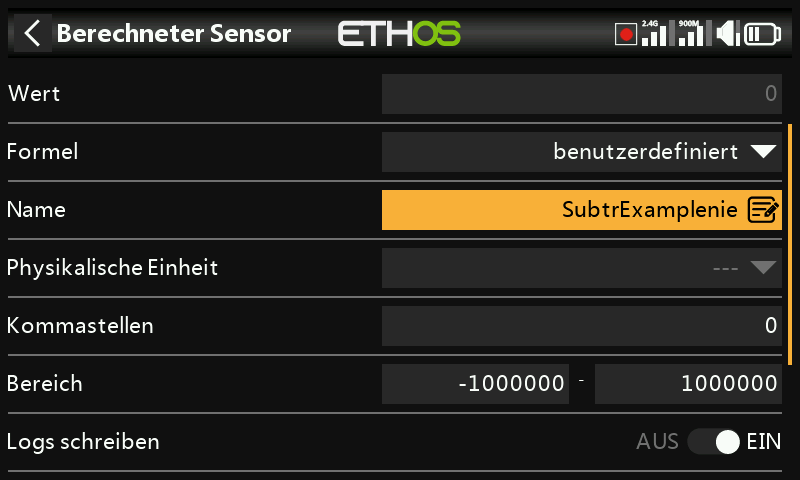 Berechneter Sensor ETHOS 2.4G 900M
Wert 0
Formel benutzerdefiniert
Name SubtrExamplenie
Physikalische Einheit ---
Kommastellen 0
Bereich -1000000 - 1000000
Logs schreiben AUS EIN